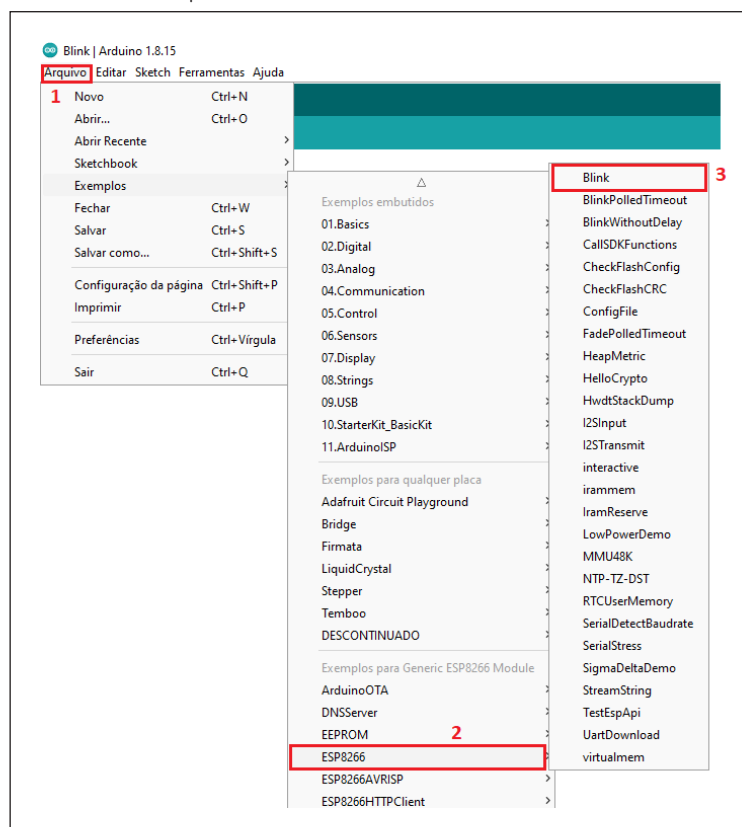 Blink | Arduino 1.8.15
Arquivo Editar Sketch Ferramentas Ajuda
1
Novo Ctrl+N
Abrir... Ctrl+O
Abrir Recente
Sketchbook
Exemplos
Fechar Ctrl+W
Salvar Ctrl+S
Salvar como... Ctrl+Shift+S
Configuração da página Ctrl+Shift+P
Imprimir Ctrl+P
Preferências Ctrl+Vírgula
Sair Ctrl+Q
Exemplos embutidos
01.Basics
02.Digital
03.Analog
04.Communication
05.Control
06.Sensors
07.Display
08.Strings
09.USB
10.StarterKit_BasicKit
11.ArduinoISP
Exemplos para qualquer placa
Adafruit Circuit Playground
Bridge
Firmata
LiquidCrystal
Stepper
Temboo
DESCONTINUADO
Exemplos para Generic ESP8266 Module
ArduinoOTA
DNSServer
EEPROM
2
ESP8266
ESP8266AVRISP
ESP8266HTTPClient
Blink
3
BlinkPolledTimeout
BlinkWithoutDelay
CallSDKFunctions
CheckFlashConfig
CheckFlashCRC
ConfigFile
FadePolledTimeout
HeapMetric
HelloCrypto
HwdtStackDump
I2SInput
I2STransmit
interactive
irammem
IramReserve
LowPowerDemo
MMU48K
NTP-TZ-DST
RTCUserMemory
SerialDetectBaudrate
SerialStress
SigmaDeltaDemo
StreamString
TestEspApi
UartDownload
virtualmem